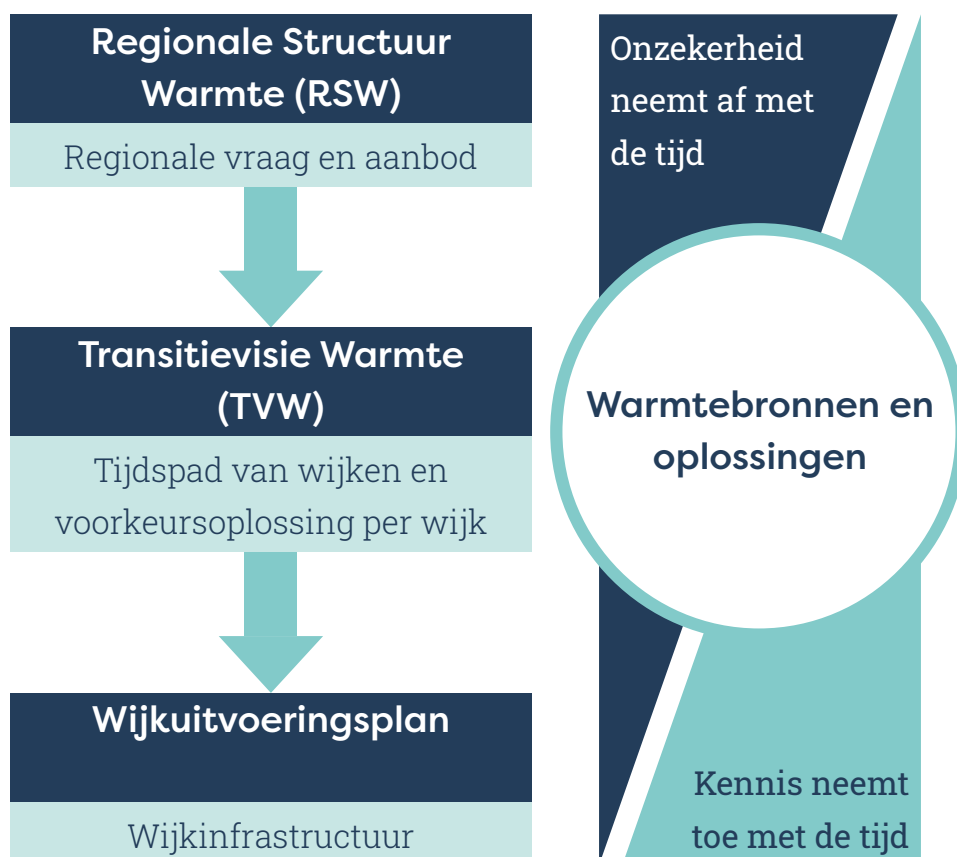 Regionale Structuur
Warmte (RSW)
Regionale vraag en aanbod
Transitievisie Warmte
(TVW)
Tijdspad van wijken en
voorkeursoplossing per wijk
Wijkuitvoeringsplan
Wijkinfrastructuur
Onzekerheid
neemt af met
de tijd
Warmtebronnen en
oplossingen
Kennis neemt
toe met de tijd